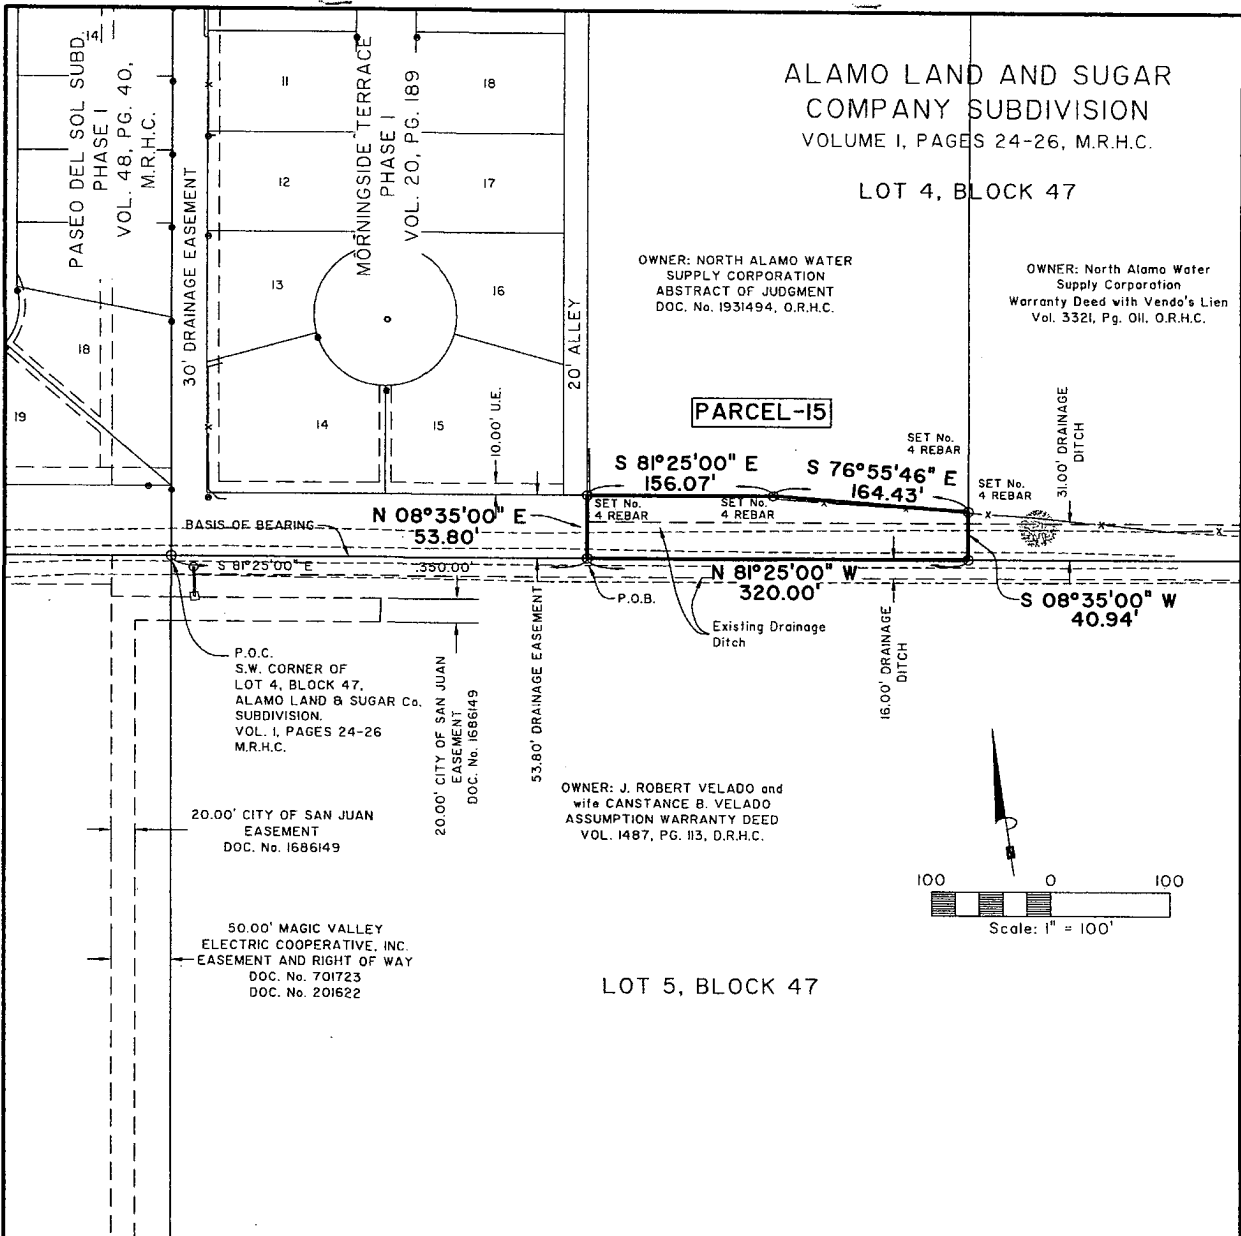 ALAMO LAND AND SUGAR
COMPANY SUBDIVISION
VOLUME 1, PAGES 24-26, M.R.H.C.
LOT 4, BLOCK 47
PASEO DEL SOL SUBD.
PHASE I
VOL. 48, PG. 40,
M.R.H.C.
14
18
19
30' DRAINAGE EASEMENT
MORNINGSIDE TERRACE
PHASE I
VOL. 20, PG. 189
11
18
12
17
13
16
14
15
10.00' U.E.
20' ALLEY
OWNER: NORTH ALAMO WATER
SUPPLY CORPORATION
ABSTRACT OF JUDGMENT
DOC. No. 1931494, O.R.H.C.
OWNER: North Alamo Water
Supply Corporation
Warranty Deed with Vendo's Lien
Vol. 3321, Pg. 011, O.R.H.C.
PARCEL-15
31.00' DRAINAGE
DITCH
SET No.
4 REBAR
S 81°25'00" E
156.07'
S 76°55'46" E
164.43'
SET No.
4 REBAR
SET No.
4 REBAR
SET No.
4 REBAR
N 08°35'00" E
53.80'
BASIS OF BEARING
S 81°25'00" E
350.00'
N 81°25'00" W
320.00'
S 08°35'00" W
40.94'
P.O.B.
Existing Drainage
Ditch
16.00' DRAINAGE
DITCH
53.80' DRAINAGE EASEMENT
P.O.C.
S.W. CORNER OF
LOT 4, BLOCK 47,
ALAMO LAND & SUGAR Co.
SUBDIVISION.
VOL. 1, PAGES 24-26
M.R.H.C.
20.00' CITY OF SAN JUAN
EASEMENT
DOC. No. 1686149
20.00' CITY OF SAN JUAN
EASEMENT
DOC. No. 1686149
OWNER: J. ROBERT VELADO and
wife CANSTANCE B. VELADO
ASSUMPTION WARRANTY DEED
VOL. 1487, PG. 113, D.R.H.C.
50.00' MAGIC VALLEY
ELECTRIC COOPERATIVE, INC.
EASEMENT AND RIGHT OF WAY
DOC. No. 701723
DOC. No. 201622
100 0 100
Scale: 1" = 100'
LOT 5, BLOCK 47